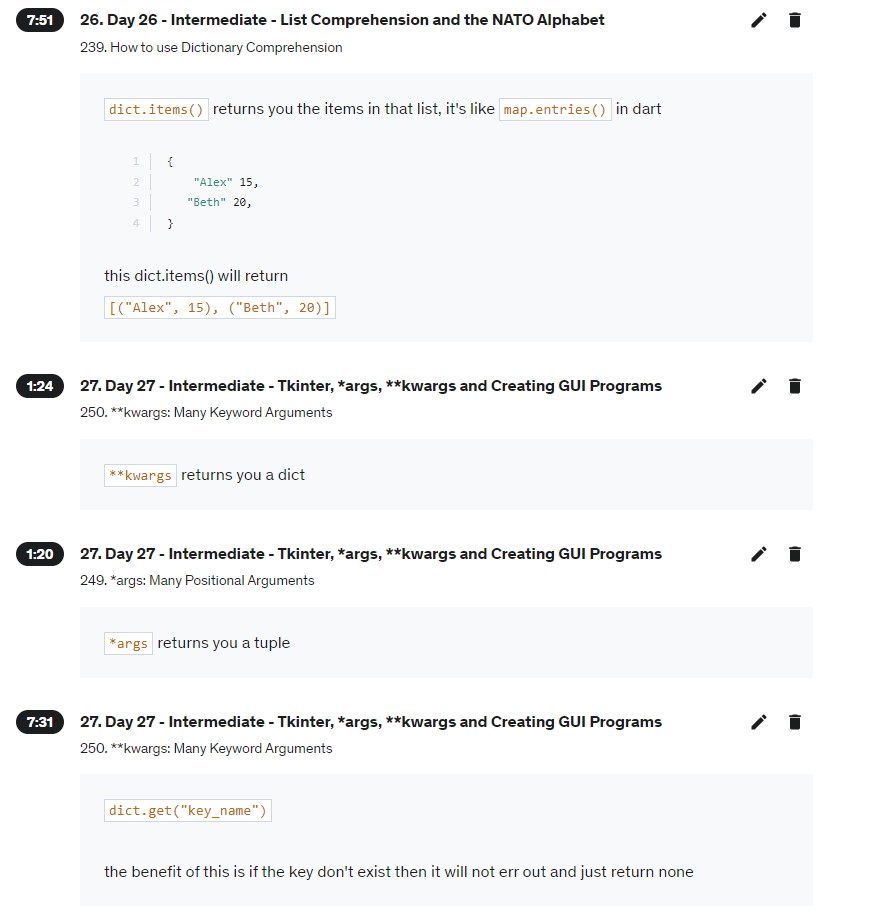 7:51 26. Day 26 - Intermediate - List Comprehension and the NATO Alphabet
239. How to use Dictionary Comprehension
dict.items() returns you the items in that list, it's like map.entries() in dart
1 {
2 "Alex" 15,
3 "Beth" 20,
4 }
this dict.items() will return
[("Alex", 15), ("Beth", 20)]
1:24 27. Day 27 - Intermediate - Tkinter, *args, **kwargs and Creating GUI Programs
250. **kwargs: Many Keyword Arguments
**kwargs returns you a dict
1:20 27. Day 27 - Intermediate - Tkinter, *args, **kwargs and Creating GUI Programs
249. *args: Many Positional Arguments
*args returns you a tuple
7:31 27. Day 27 - Intermediate - Tkinter, *args, **kwargs and Creating GUI Programs
250. **kwargs: Many Keyword Arguments
dict.get("key_name")
the benefit of this is if the key don't exist then it will not err out and just return none